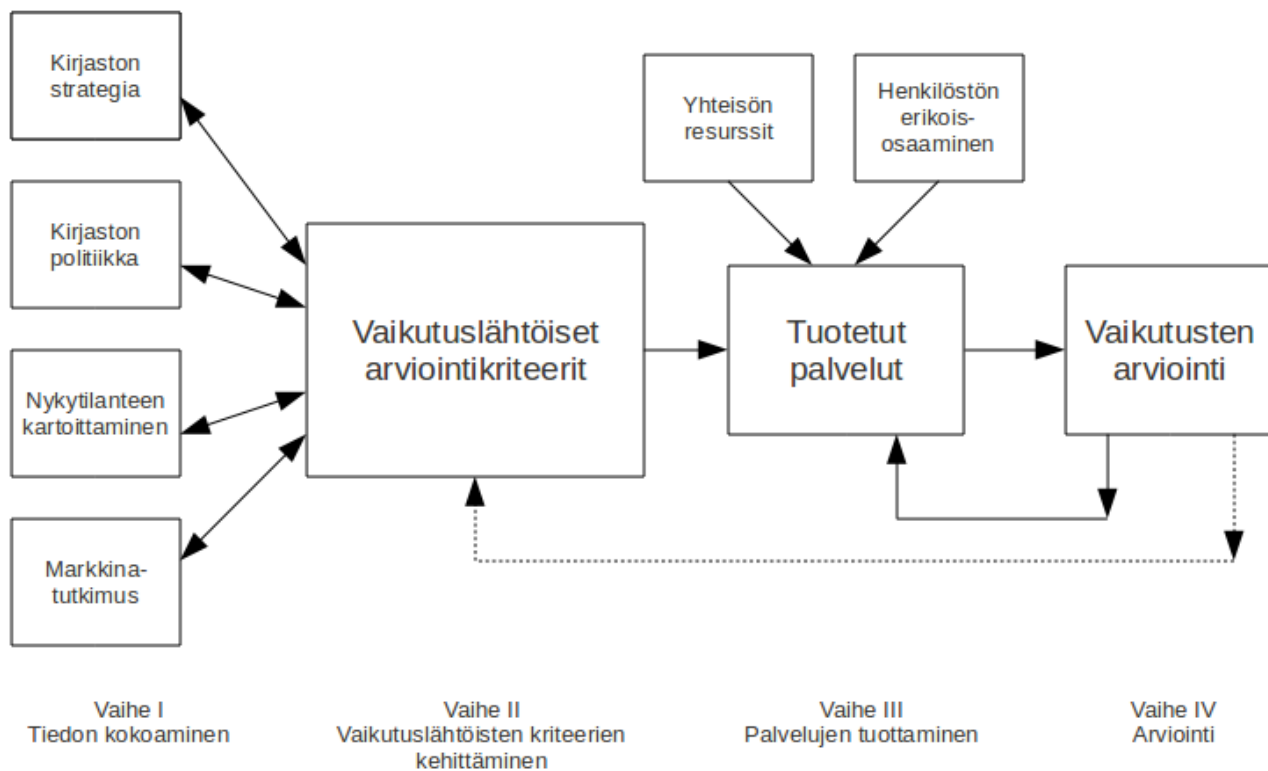 Kirjaston
strategia
Kirjaston
politiikka
Nykytilanteen
kartoittaminen
Markkina-
tutkimus
Vaikutuslähtöiset
arviointikriteerit
Yhteisön
resurssit
Henkilöstön
erikois-
osaaminen
Tuotetut
palvelut
Vaikutusten
arviointi
Vaihe I
Tiedon kokoaminen
Vaihe II
Vaikutuslähtöisten kriteerien
kehittäminen
Vaihe III
Palvelujen tuottaminen
Vaihe IV
Arviointi